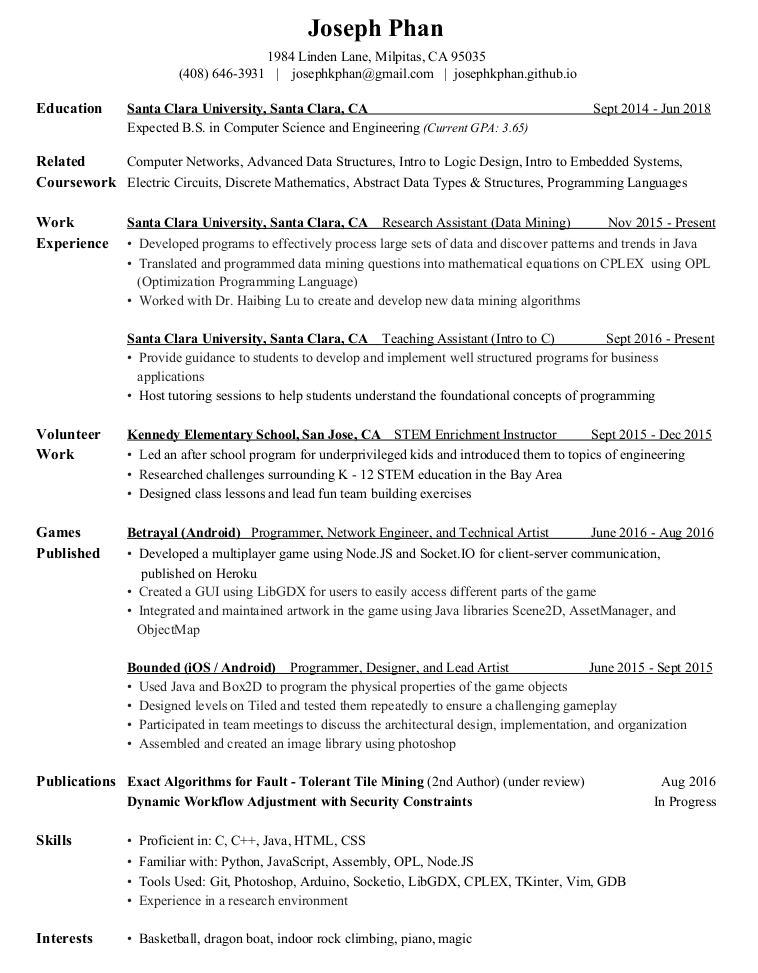 Joseph Phan
1984 Linden Lane, Milpitas, CA 95035
(408) 646-3931 | josephkphan@gmail.com | josephkphan.github.io
Education Santa Clara University, Santa Clara, CA Sept 2014 - Jun 2018
Expected B.S. in Computer Science and Engineering (Current GPA: 3.65)
Related Computer Networks, Advanced Data Structures, Intro to Logic Design, Intro to Embedded Systems,
Coursework Electric Circuits, Discrete Mathematics, Abstract Data Types & Structures, Programming Languages
Work Santa Clara University, Santa Clara, CA Research Assistant (Data Mining) Nov 2015 - Present
Experience • Developed programs to effectively process large sets of data and discover patterns and trends in Java
• Translated and programmed data mining questions into mathematical equations on CPLEX using OPL
(Optimization Programming Language)
• Worked with Dr. Haibing Lu to create and develop new data mining algorithms
Santa Clara University, Santa Clara, CA Teaching Assistant (Intro to C) Sept 2016 - Present
• Provide guidance to students to develop and implement well structured programs for business
applications
• Host tutoring sessions to help students understand the foundational concepts of programming
Volunteer Kennedy Elementary School, San Jose, CA STEM Enrichment Instructor Sept 2015 - Dec 2015
Work • Led an after school program for underprivileged kids and introduced them to topics of engineering
• Researched challenges surrounding K - 12 STEM education in the Bay Area
• Designed class lessons and lead fun team building exercises
Games Betrayal (Android) Programmer, Network Engineer, and Technical Artist June 2016 - Aug 2016
Published • Developed a multiplayer game using Node.JS and Socket.IO for client-server communication,
published on Heroku
• Created a GUI using LibGDX for users to easily access different parts of the game
• Integrated and maintained artwork in the game using Java libraries Scene2D, AssetManager, and
ObjectMap
Bounded (iOS / Android) Programmer, Designer, and Lead Artist June 2015 - Sept 2015
• Used Java and Box2D to program the physical properties of the game objects
• Designed levels on Tiled and tested them repeatedly to ensure a challenging gameplay
• Participated in team meetings to discuss the architectural design, implementation, and organization
• Assembled and created an image library using photoshop
Publications Exact Algorithms for Fault - Tolerant Tile Mining (2nd Author) (under review) Aug 2016
Dynamic Workflow Adjustment with Security Constraints In Progress
Skills • Proficient in: C, C++, Java, HTML, CSS
• Familiar with: Python, JavaScript, Assembly, OPL, Node.JS
• Tools Used: Git, Photoshop, Arduino, Socketio, LibGDX, CPLEX, TKinter, Vim, GDB
• Experience in a research environment
Interests • Basketball, dragon boat, indoor rock climbing, piano, magic